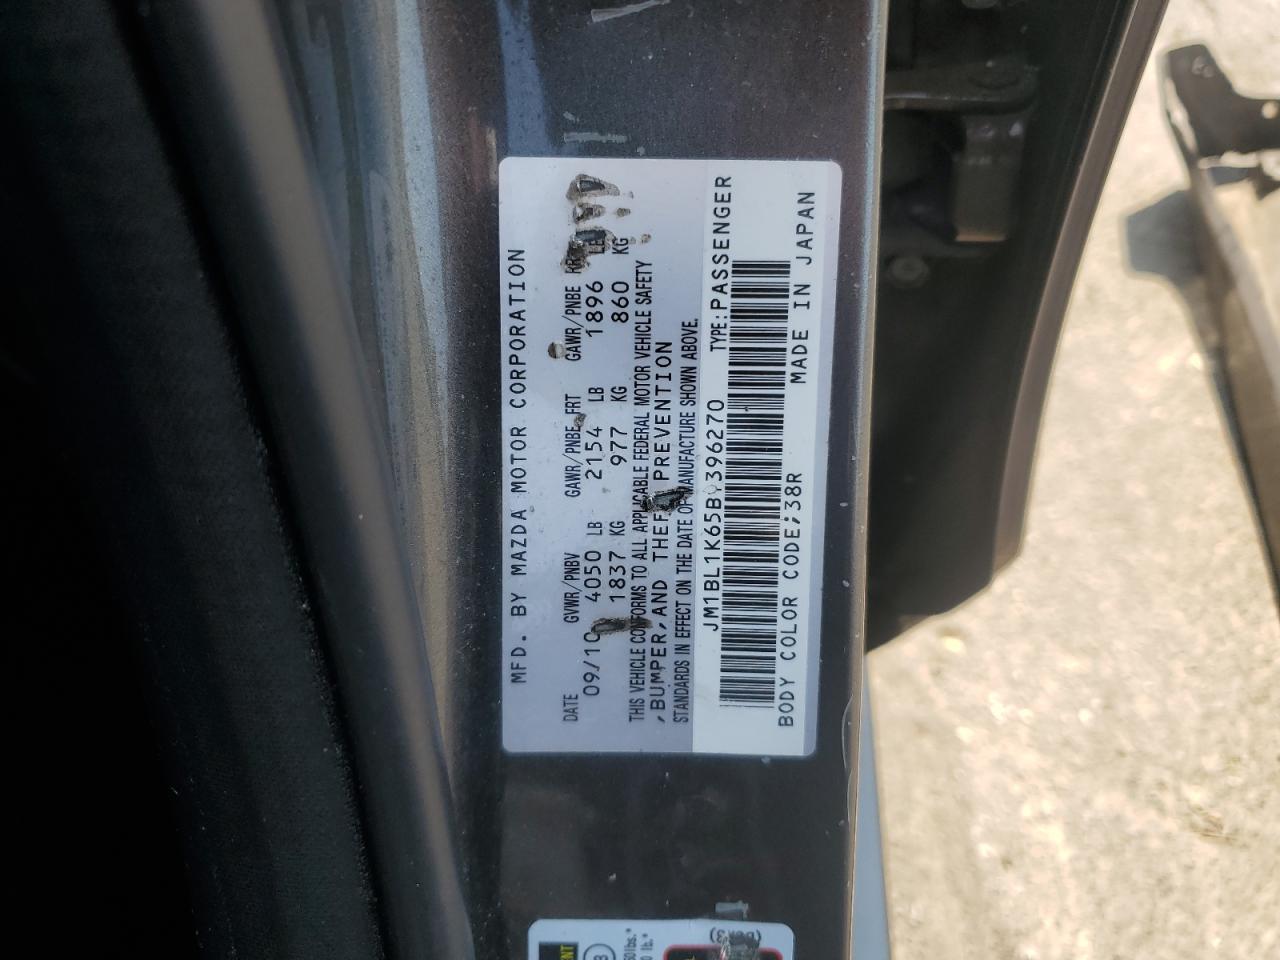 MFD. BY MAZDA MOTOR CORPORATION
DATE GVWR/PNBV GAWR/PNBE FRT GAWR/PNBE RR
09/10 4050 LB 2154 LB 1896 LB
1837 KG 977 KG 860 KG
THIS VEHICLE CONFORMS TO ALL APPLICABLE FEDERAL MOTOR VEHICLE SAFETY
,BUMPER,AND THEFT PREVENTION
STANDARDS IN EFFECT ON THE DATE OF MANUFACTURE SHOWN ABOVE.
JM1BL1K65B 396270 TYPE:PASSENGER
BODY COLOR CODE;38R MADE IN JAPAN